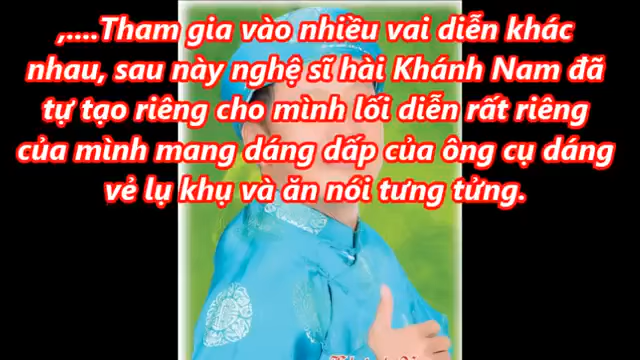 ,....Tham gia vào nhiều vai diễn khác
nhau, sau này nghệ sĩ hài Khánh Nam đã
tự tạo riêng cho mình lối diễn rất riêng
của mình mang dáng dấp của ông cụ dáng
vẻ lụ khụ và ăn nói tưng tửng.